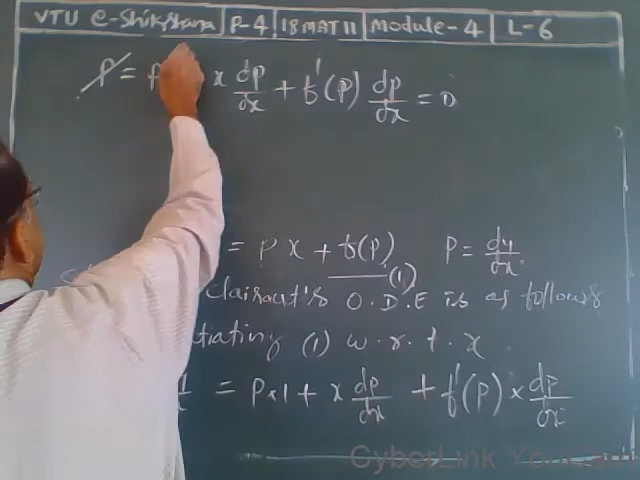 VTU e-Shikshana P-4 18MAT11 Module-4 L-6
p = p x dp/dx + f'(p) dp/dx = 0
= px + f(p) p = dy/dx
(1)
clairaut's O.D.E is as follows
tiating (1) w.r.t. x
= p×1 + x dp/dx + f'(p) × dp/dx
CyberLink